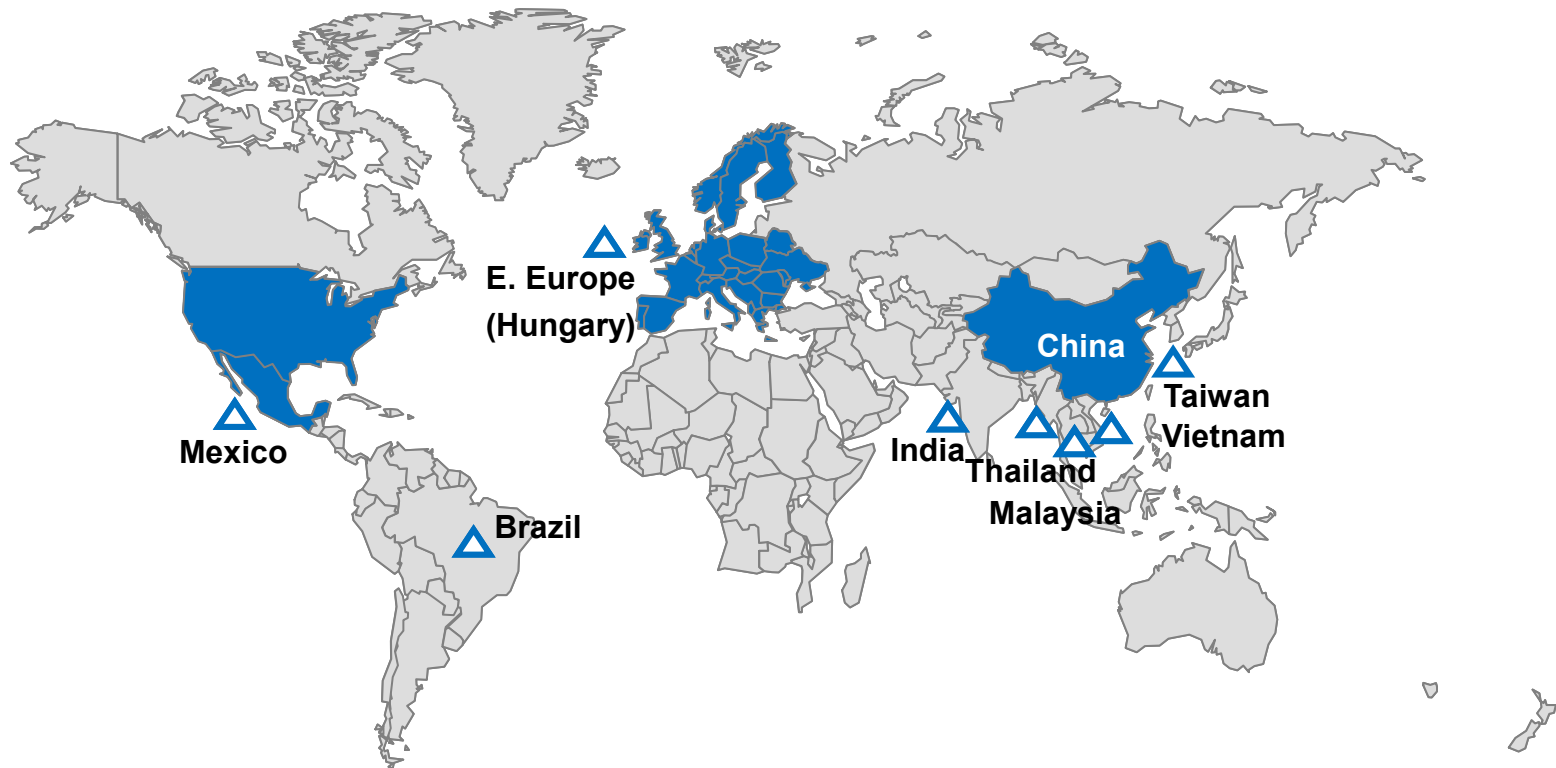 E. Europe
(Hungary)
China
Taiwan
Mexico
India
Vietnam
Thailand
Malaysia
Brazil